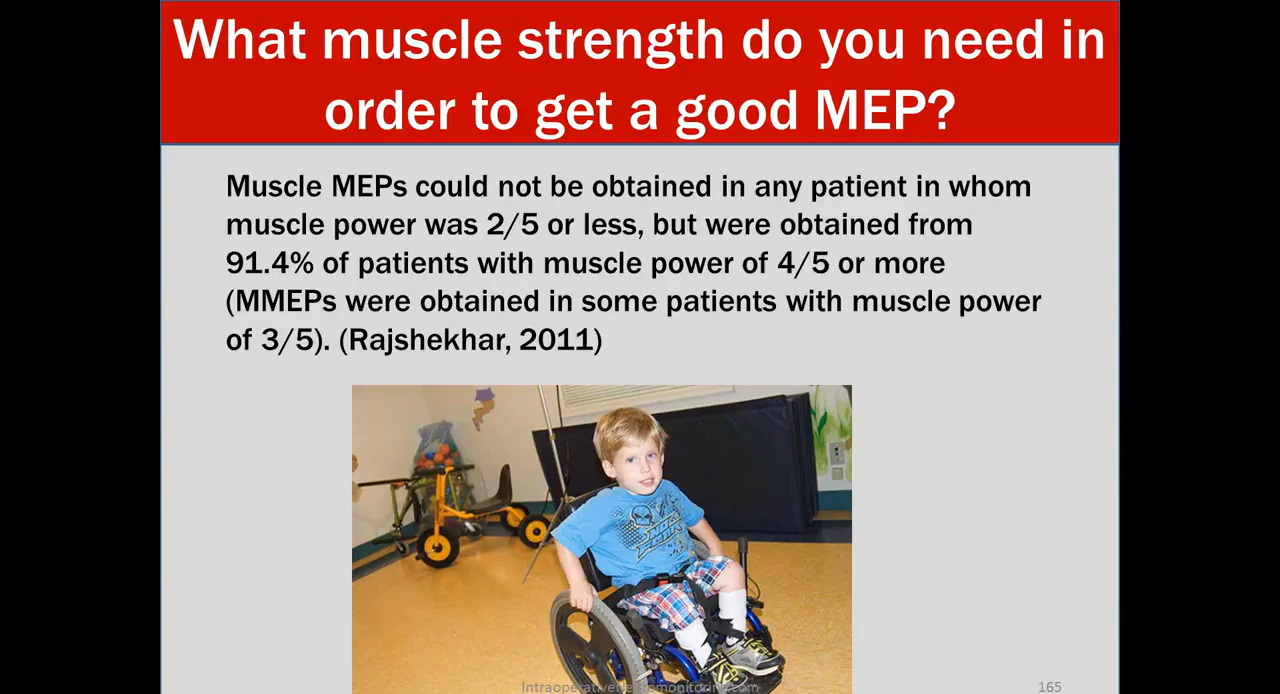 What muscle strength do you need in
order to get a good MEP?
Muscle MEPs could not be obtained in any patient in whom
muscle power was 2/5 or less, but were obtained from
91.4% of patients with muscle power of 4/5 or more
(MMEPs were obtained in some patients with muscle power
of 3/5). (Rajshekhar, 2011)
165